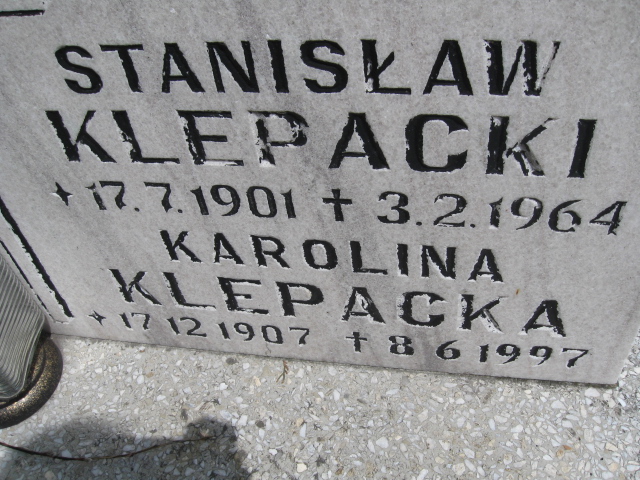 STANISŁAW
KLEPACKI
✶ 17.7.1901 ✝ 3.2.1964
KAROLINA
KLEPACKA
✶ 17 12 1907 ✝ 8 6 1997